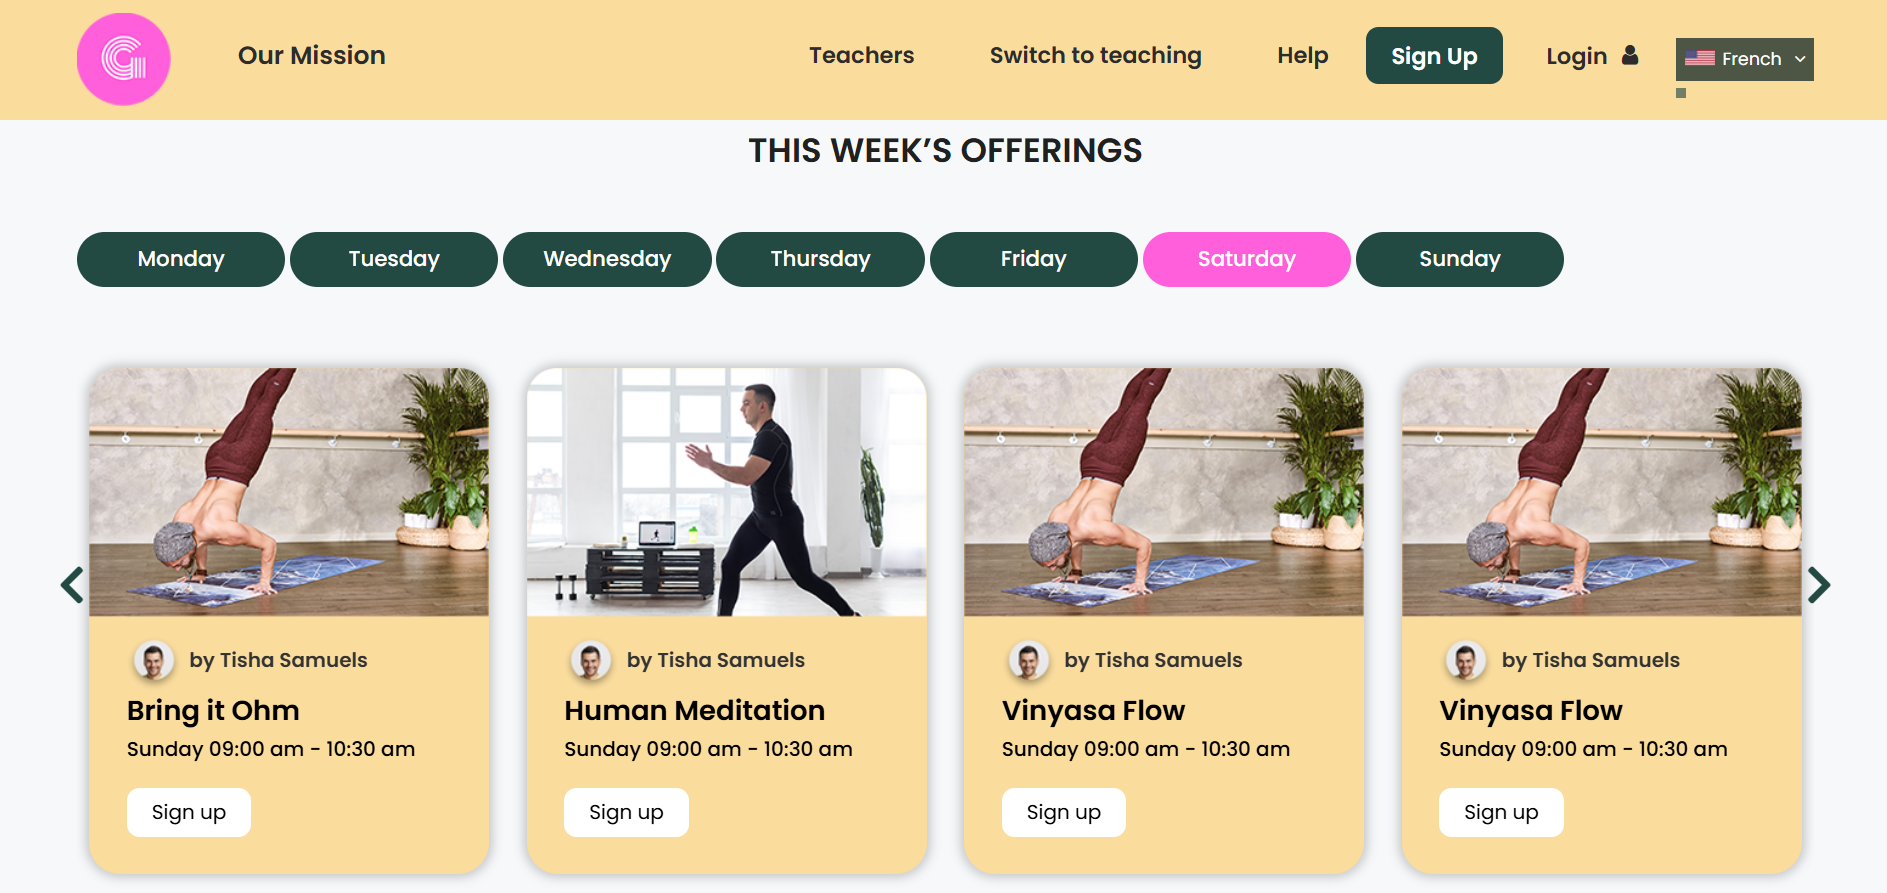 G
Our Mission
Teachers
Switch to teaching
Help
Sign Up
Login
French
THIS WEEK’S OFFERINGS
Monday
Tuesday
Wednesday
Thursday
Friday
Saturday
Sunday
by Tisha Samuels
Bring it Ohm
Sunday 09:00 am - 10:30 am
Sign up
by Tisha Samuels
Human Meditation
Sunday 09:00 am - 10:30 am
Sign up
by Tisha Samuels
Vinyasa Flow
Sunday 09:00 am - 10:30 am
Sign up
by Tisha Samuels
Vinyasa Flow
Sunday 09:00 am - 10:30 am
Sign up